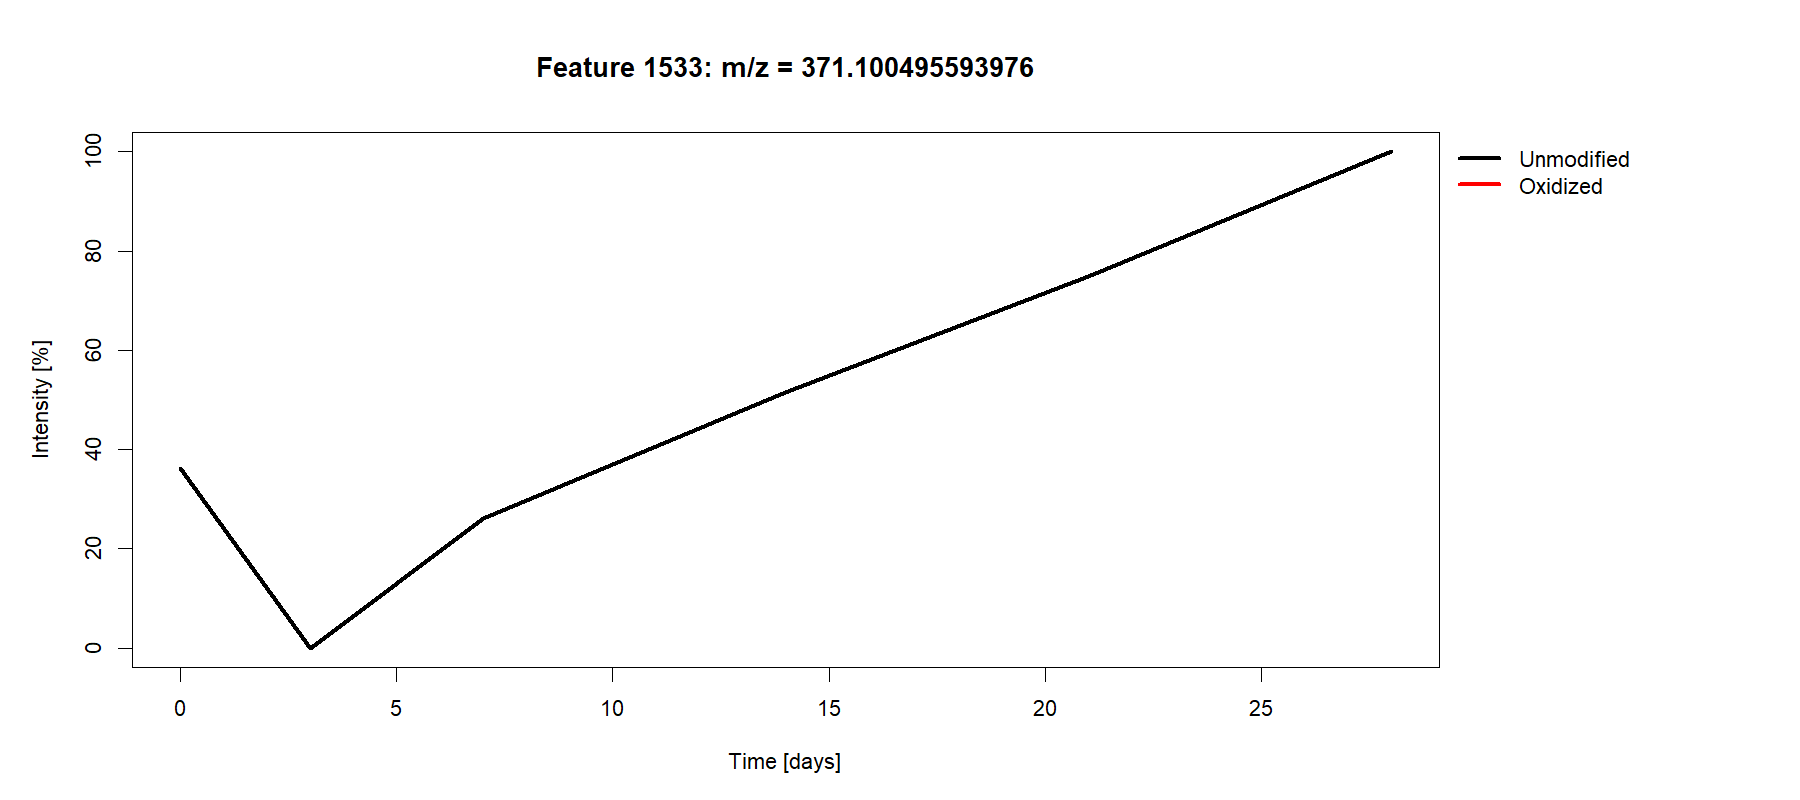 Feature 1533: m/z = 371.100495593976
Unmodified
Oxidized
Intensity [%]
100
80
60
40
20
0
0 5 10 15 20 25
Time [days]